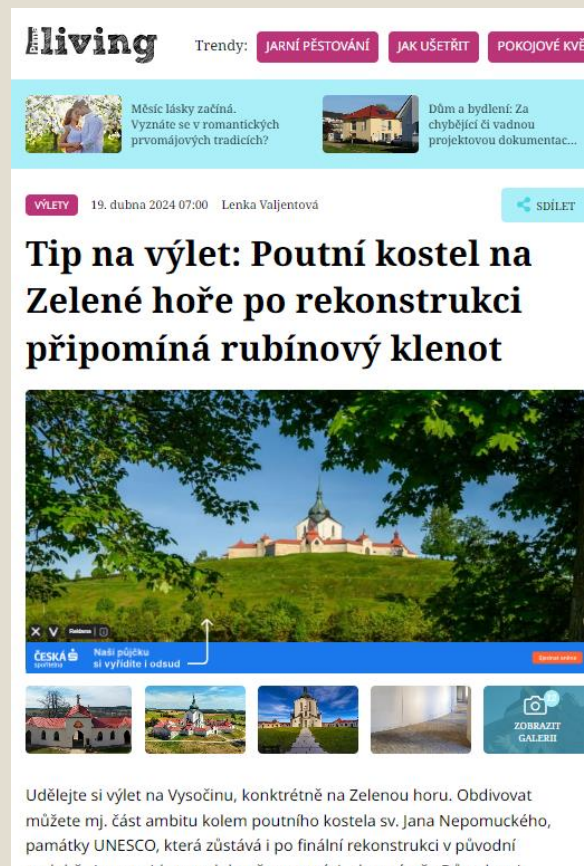 Prima living
Trendy: JARNÍ PĚSTOVÁNÍ JAK UŠETŘIT POKOJOVÉ KVĚ
Měsíc lásky začíná.
Vyznáte se v romantických
prvomájových tradicích?
Dům a bydlení: Za
chybějící či vadnou
projektovou dokumentac...
VÝLETY 19. dubna 2024 07:00 Lenka Valjentová
SDÍLET
Tip na výlet: Poutní kostel na
Zelené hoře po rekonstrukci
připomíná rubínový klenot
Reklama
ČESKÁ
spořitelna
Naši půjčku
si vyřídíte i odsud
ZOBRAZIT
GALERII
Udělejte si výlet na Vysočinu, konktrétně na Zelenou horu. Obdivovat
můžete mj. část ambitu kolem poutního kostela sv. Jana Nepomuckého,
památky UNESCO, která zůstává i po finální rekonstrukci v původní